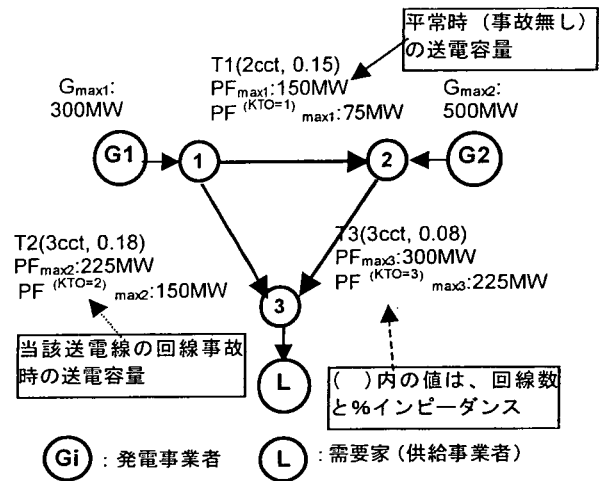 平常時（事故無し）
の送電容量
T1(2cct, 0.15)
PFmax1:150MW
PF (KTO=1) max1:75MW
Gmax1:
300MW
Gmax2:
500MW
G1
1
2
G2
T2(3cct, 0.18)
PFmax2:225MW
PF (KTO=2) max2:150MW
T3(3cct, 0.08)
PFmax3:300MW
PF (KTO=3) max3:225MW
3
当該送電線の回線事故
時の送電容量
L
(　)内の値は、回線数
と%インピーダンス
Gi：発電事業者
L：需要家（供給事業者）